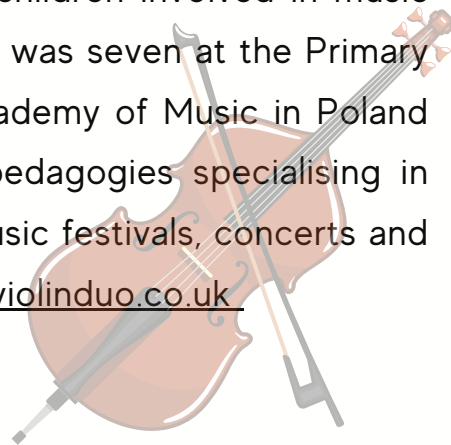 children involved in music
was seven at the Primary
ademy of Music in Poland
pedagogies specialising in
usic festivals, concerts and
violinduo.co.uk